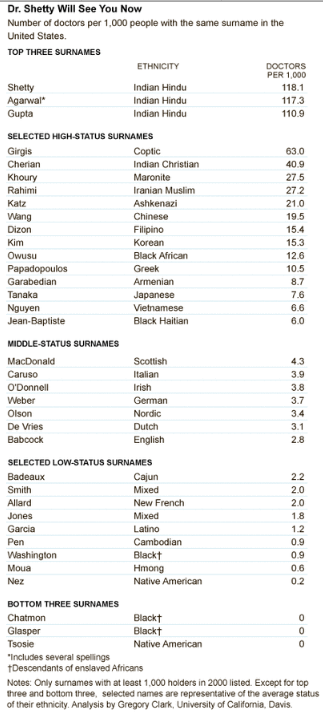 Dr. Shetty Will See You Now
Number of doctors per 1,000 people with the same surname in the
United States.
TOP THREE SURNAMES
ETHNICITY DOCTORS
PER 1,000
Shetty Indian Hindu 118.1
Agarwal* Indian Hindu 117.3
Gupta Indian Hindu 110.9
SELECTED HIGH-STATUS SURNAMES
Girgis Coptic 63.0
Cherian Indian Christian 40.9
Khoury Maronite 27.5
Rahimi Iranian Muslim 27.2
Katz Ashkenazi 21.0
Wang Chinese 19.5
Dizon Filipino 15.4
Kim Korean 15.3
Owusu Black African 12.6
Papadopoulos Greek 10.5
Garabedian Armenian 8.7
Tanaka Japanese 7.6
Nguyen Vietnamese 6.6
Jean-Baptiste Black Haitian 6.0
MIDDLE-STATUS SURNAMES
MacDonald Scottish 4.3
Caruso Italian 3.9
O'Donnell Irish 3.8
Weber German 3.7
Olson Nordic 3.4
De Vries Dutch 3.1
Babcock English 2.8
SELECTED LOW-STATUS SURNAMES
Badeaux Cajun 2.2
Smith Mixed 2.0
Allard New French 2.0
Jones Mixed 1.8
Garcia Latino 1.2
Pen Cambodian 0.9
Washington Black† 0.9
Moua Hmong 0.6
Nez Native American 0.2
BOTTOM THREE SURNAMES
Chatmon Black† 0
Glasper Black† 0
Tsosie Native American 0
*Includes several spellings
†Descendants of enslaved Africans
Notes: Only surnames with at least 1,000 holders in 2000 listed. Except for top
three and bottom three, selected names are representative of the average status
of their ethnicity. Analysis by Gregory Clark, University of California, Davis.